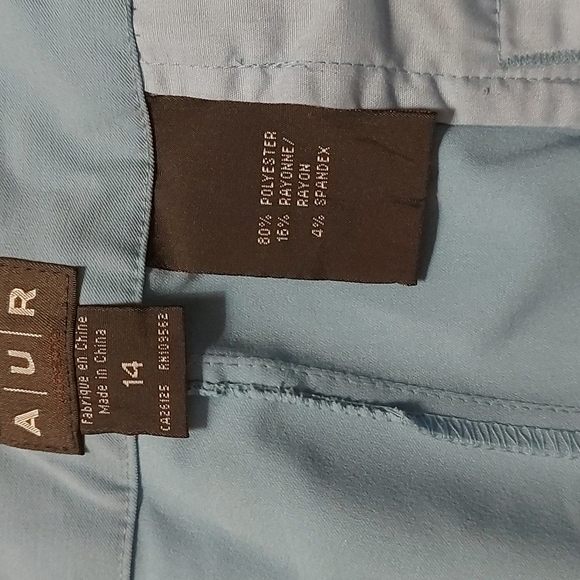 80% POLYESTER
16% RAYONNE/
RAYON
4% SPANDEX
A|U|R
Fabriqué en Chine
Made in China
14
CA26125 RN109562